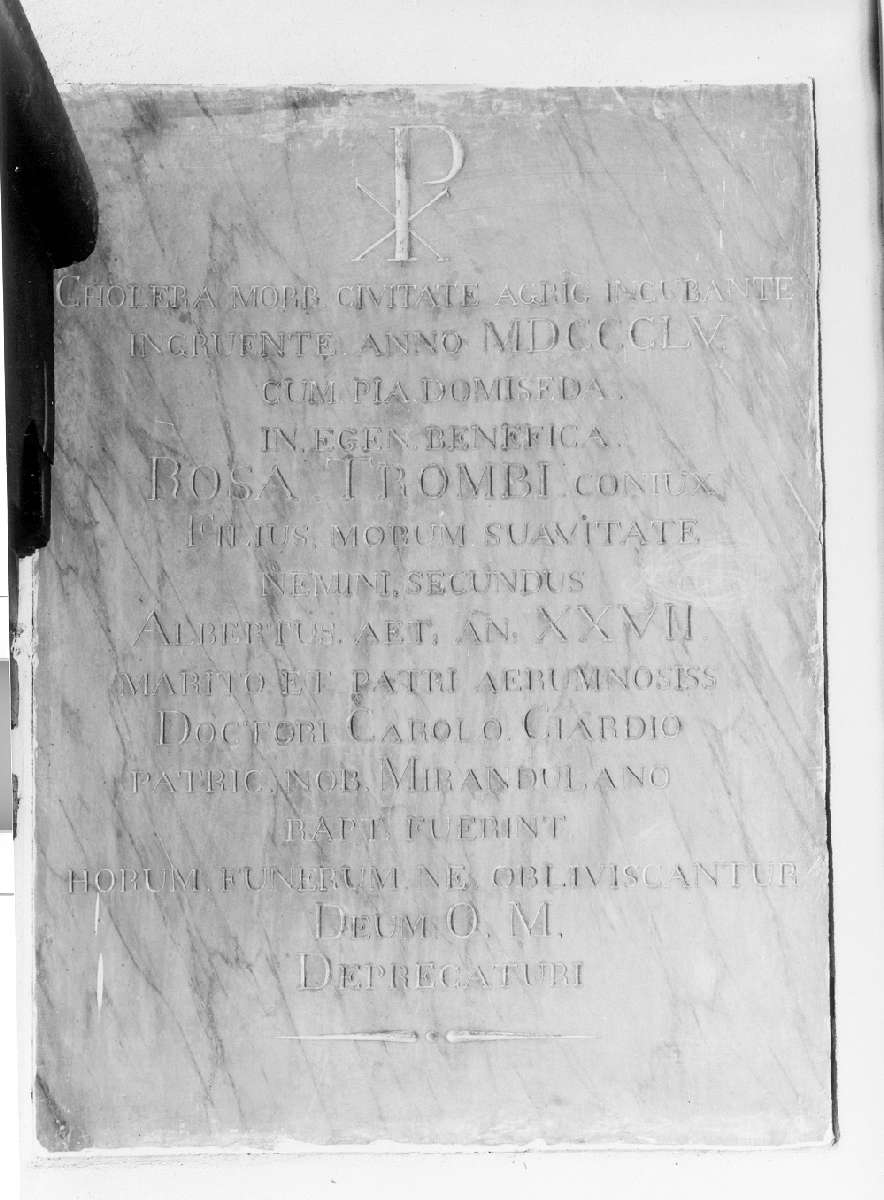 ☧
CHOLERA MORB. CIVITATE AGRIG INCUBANTE
INGRUENTE. ANNO MDCCCLV.
CUM PIA. DOMISEDA.
IN. EGEN. BENEFICA.
ROSA. TROMBI. CONIUX.
FILIUS. MORUM. SUAVITATE
NEMINI. SECUNDUS
ALBERTUS. AET. AN. XXVII.
MARITO ET PATRI AERUMNOSISS
DOCTORI CAROLO CIARDIO
PATRIC. NOB. MIRANDULANO
RAPT. FUERINT
HORUM. FUNERUM. NE OBLIVISCANTUR
DEUM. O. M.
DEPRECATURI